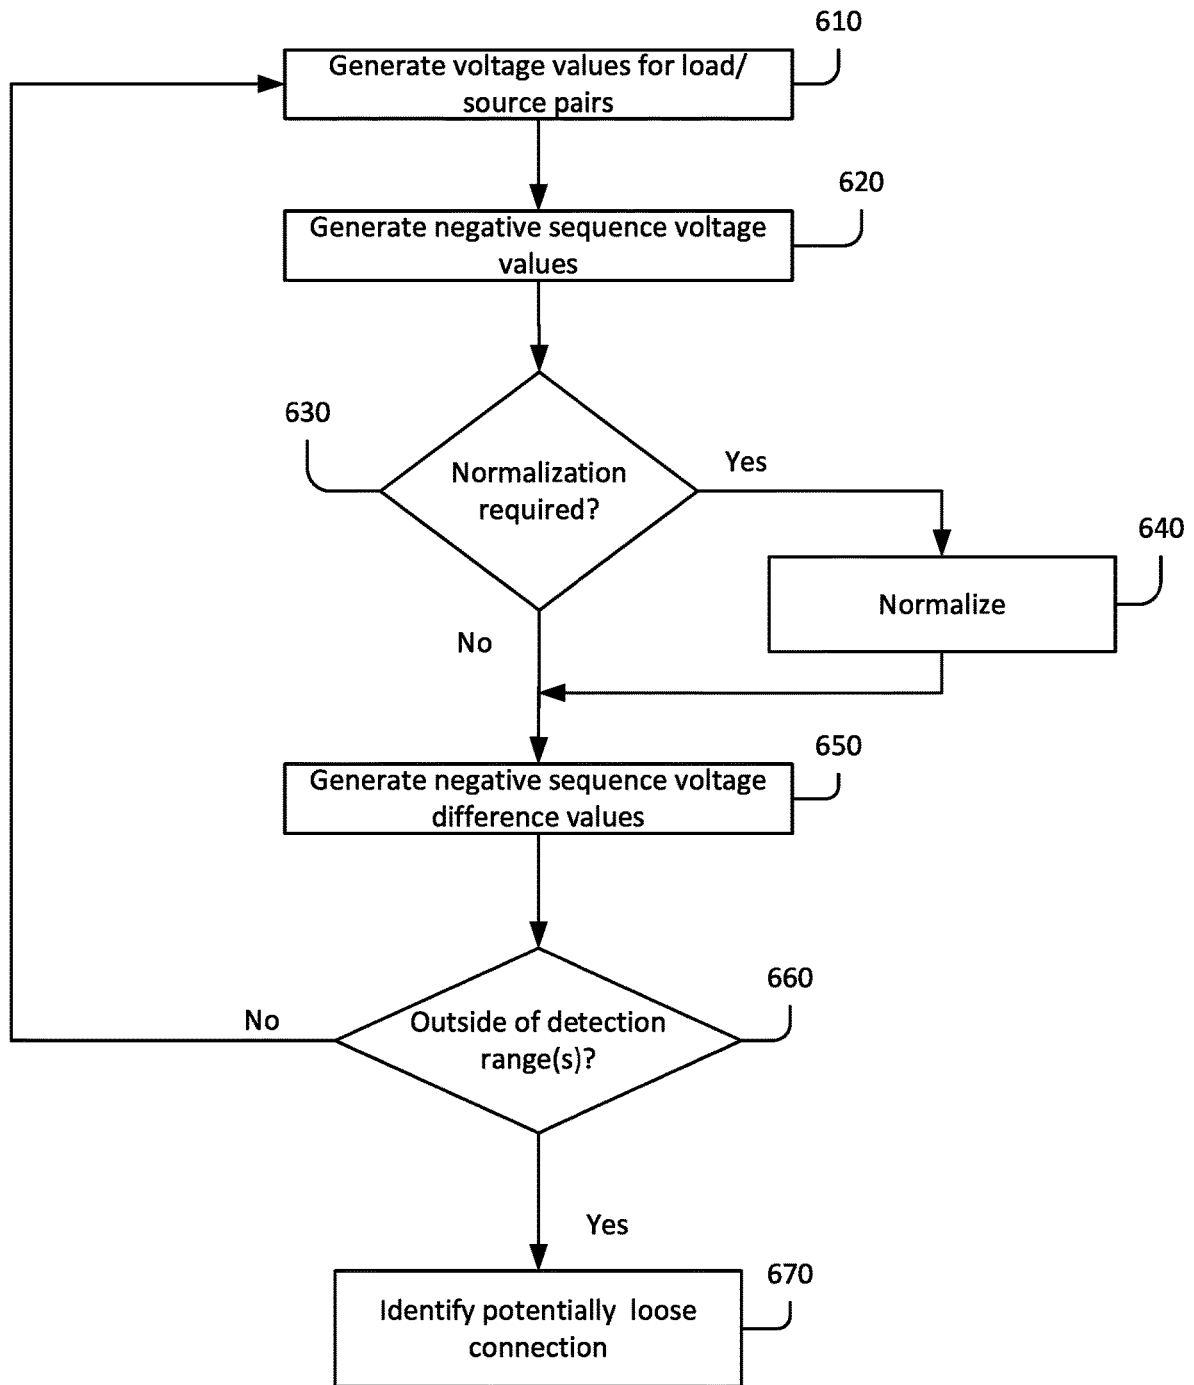 610
Generate voltage values for load/
source pairs
620
Generate negative sequence voltage
values
630
Normalization
required?
Yes
640
Normalize
No
650
Generate negative sequence voltage
difference values
660
No
Outside of detection
range(s)?
Yes
670
Identify potentially loose
connection